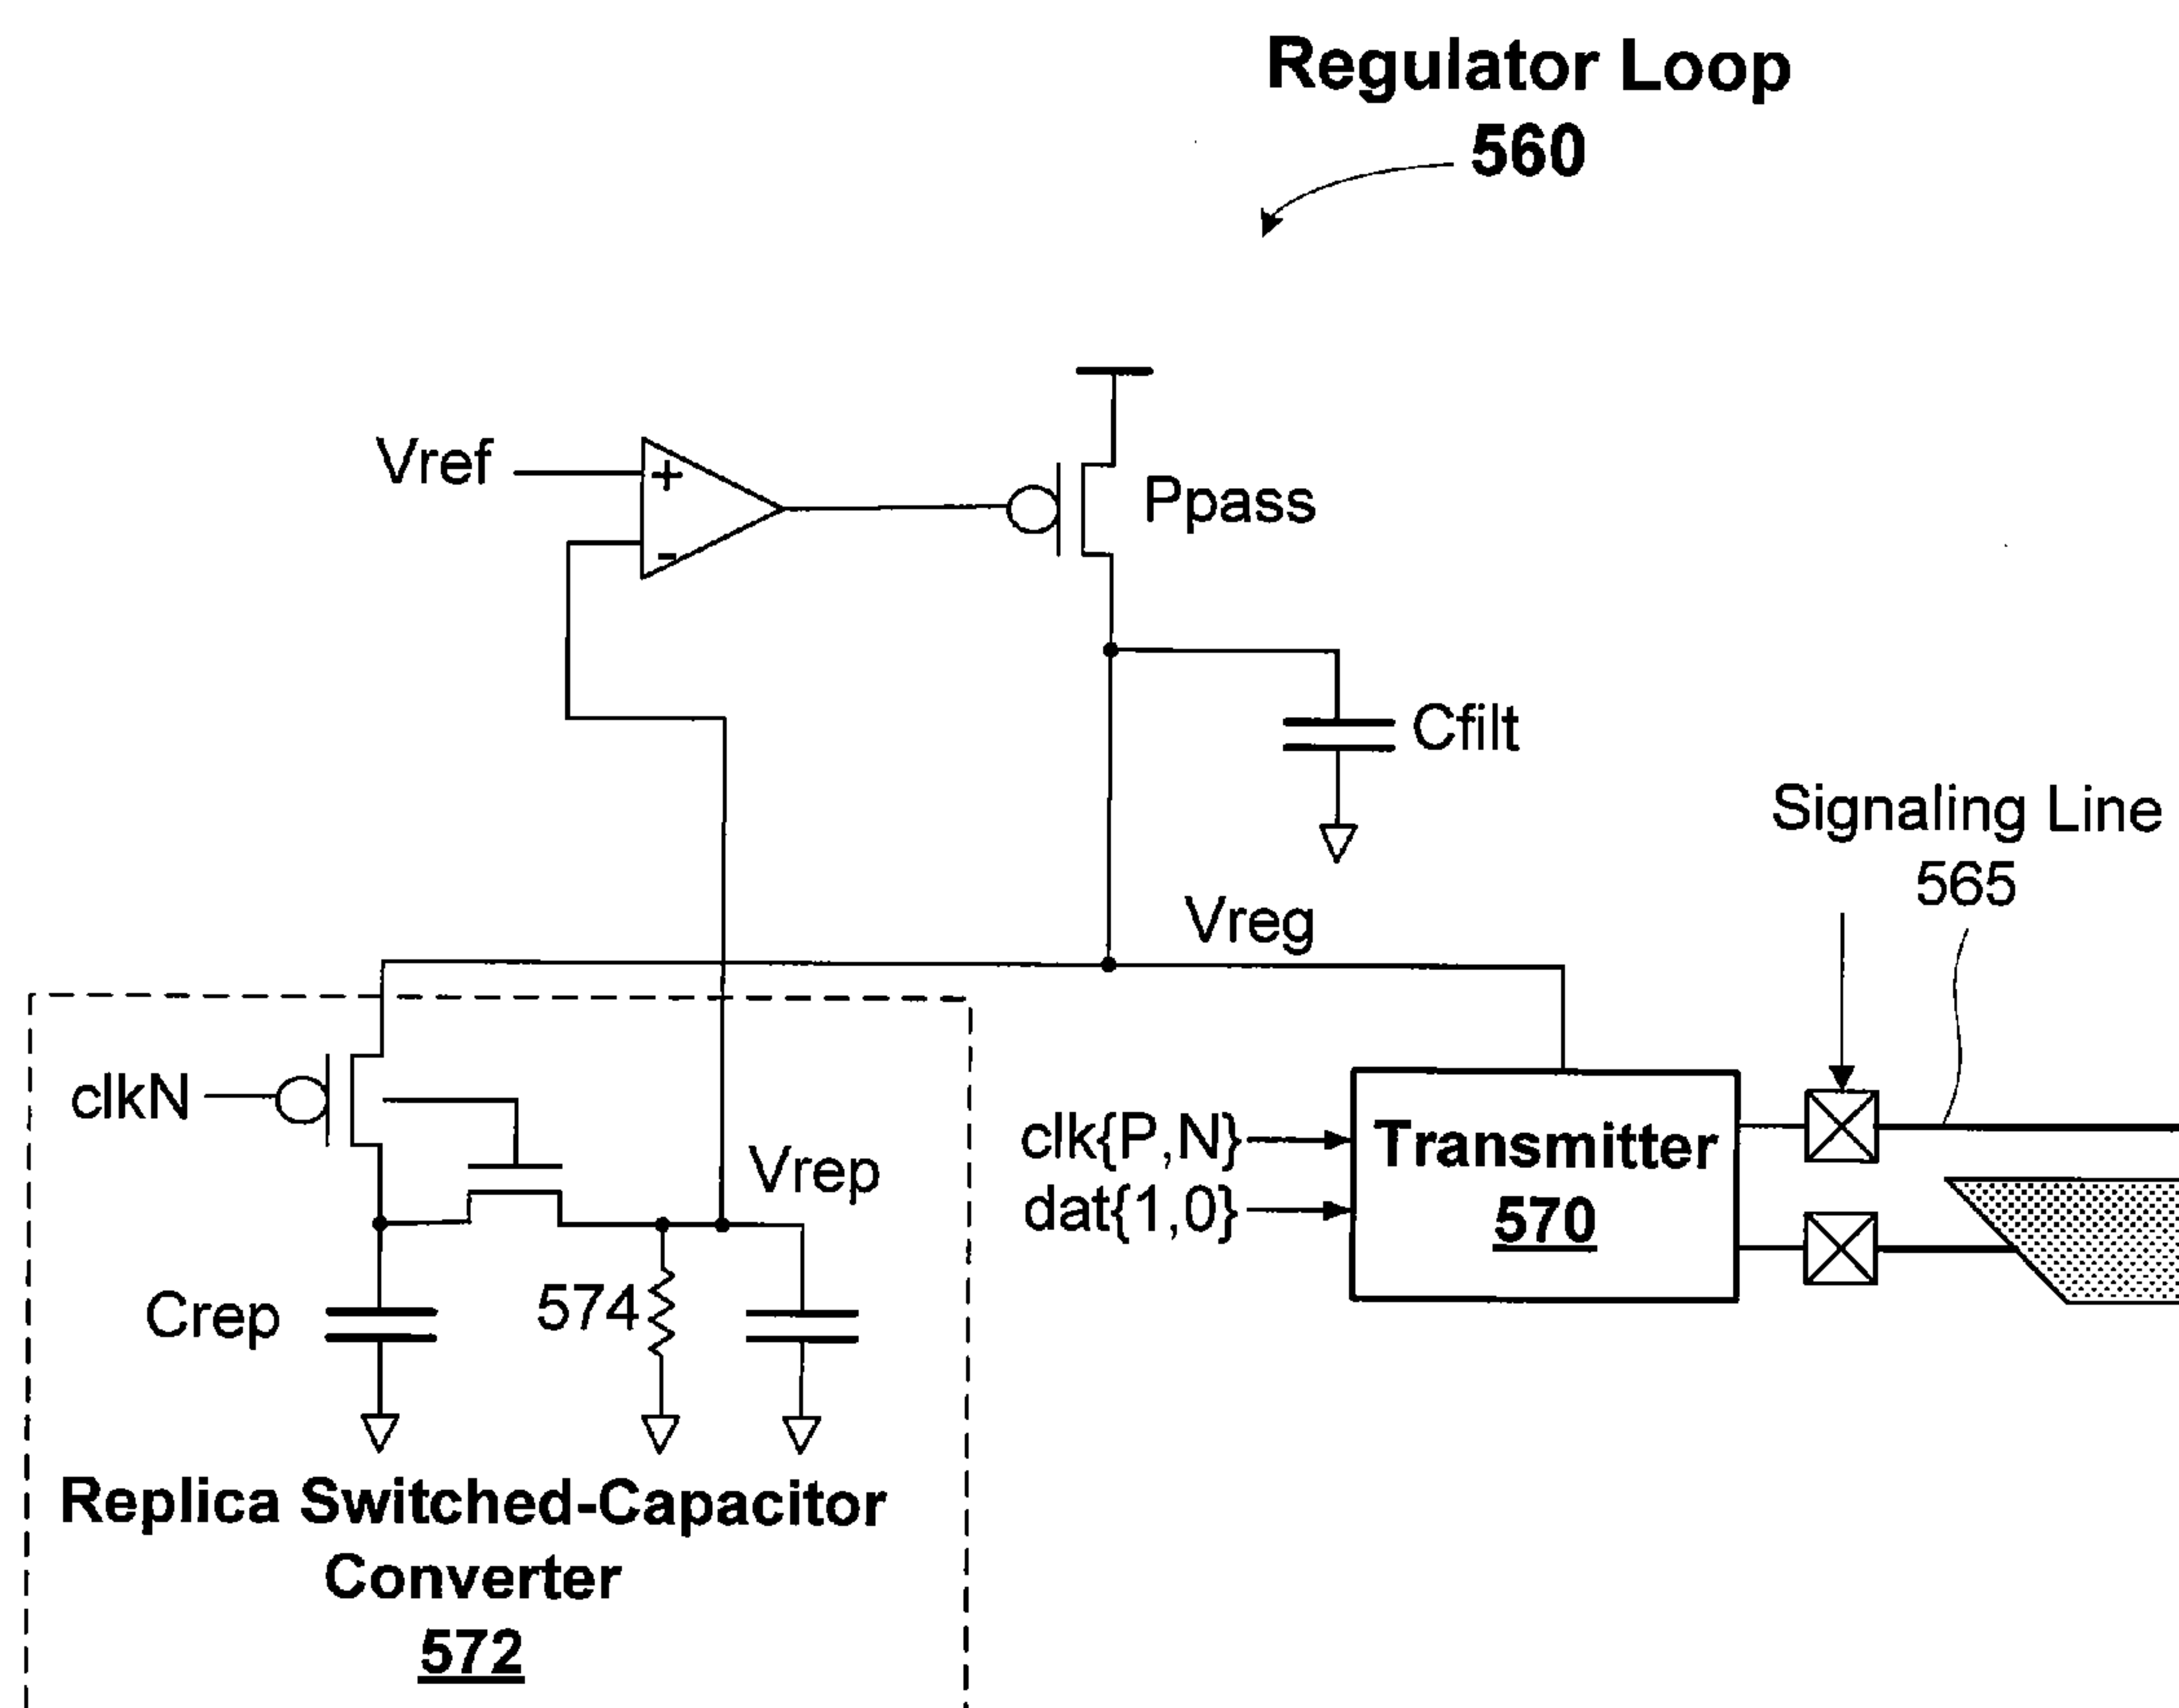 Regulator Loop
560
Vref
+
-
Ppass
Cfilt
Signaling Line
565
Vreg
clkN
Vrep
clk{P,N}
dat{1,0}
Transmitter
570
Crep
574
Replica Switched-Capacitor
Converter
572